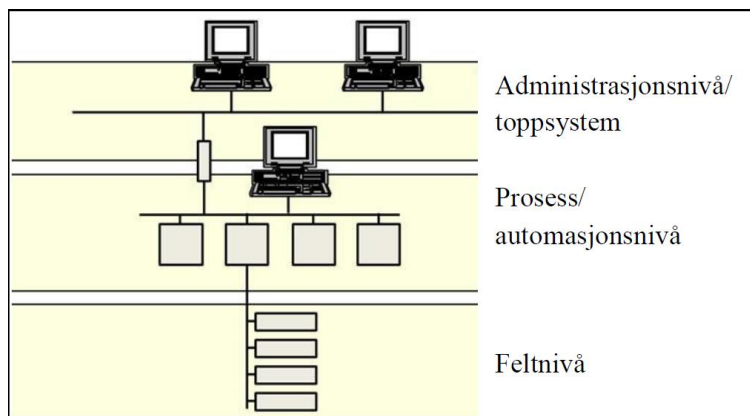 Administrasjonsnivå/
toppsystem
Prosess/
automasjonsnivå
Feltnivå